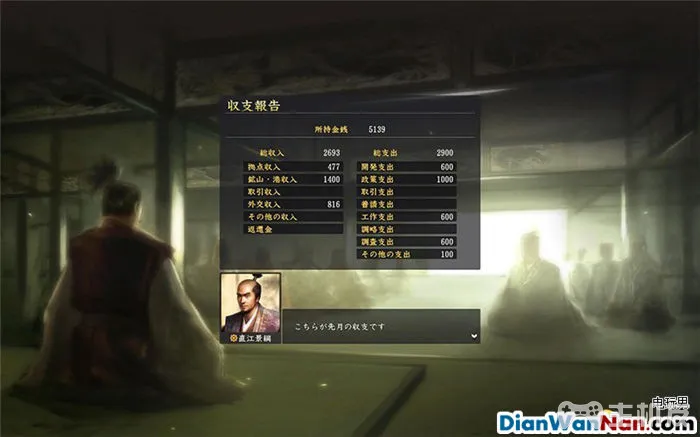 収支報告
所持金銭 5139
総収入 2693 総支出 2900
拠点収入 477 開発支出 600
鉱山・港収入 1400 政策支出 1000
取引収入 取引支出
外交収入 816 普請支出
その他の収入 工作支出 600
返還金 調略支出
調査支出 600
その他の支出 100
直江景綱
こちらが先月の収支です
电玩男
DianWanNan.com